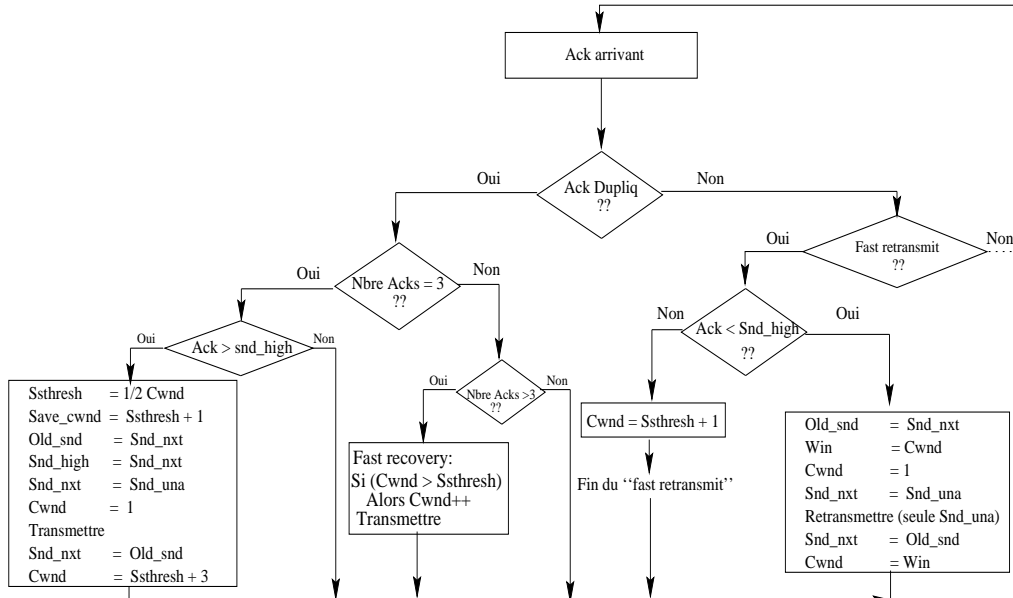 Ack arrivant
Ack Dupliq
??
Oui
Non
Fast retransmit
??
Oui
Non
Nbre Acks = 3
??
Oui
Non
Ack < Snd_high
??
Non
Oui
Ack > snd_high
Oui
Non
Nbre Acks >3
??
Oui
Non
Ssthresh = 1/2 Cwnd
Save_cwnd = Ssthresh + 1
Old_snd = Snd_nxt
Snd_high = Snd_nxt
Snd_nxt = Snd_una
Cwnd = 1
Transmettre
Snd_nxt = Old_snd
Cwnd = Ssthresh + 3
Fast recovery:
Si (Cwnd > Ssthresh)
Alors Cwnd++
Transmettre
Cwnd = Ssthresh + 1
Fin du ‘‘fast retransmit’’
Old_snd = Snd_nxt
Win = Cwnd
Cwnd = 1
Snd_nxt = Snd_una
Retransmettre (seule Snd_una)
Snd_nxt = Old_snd
Cwnd = Win